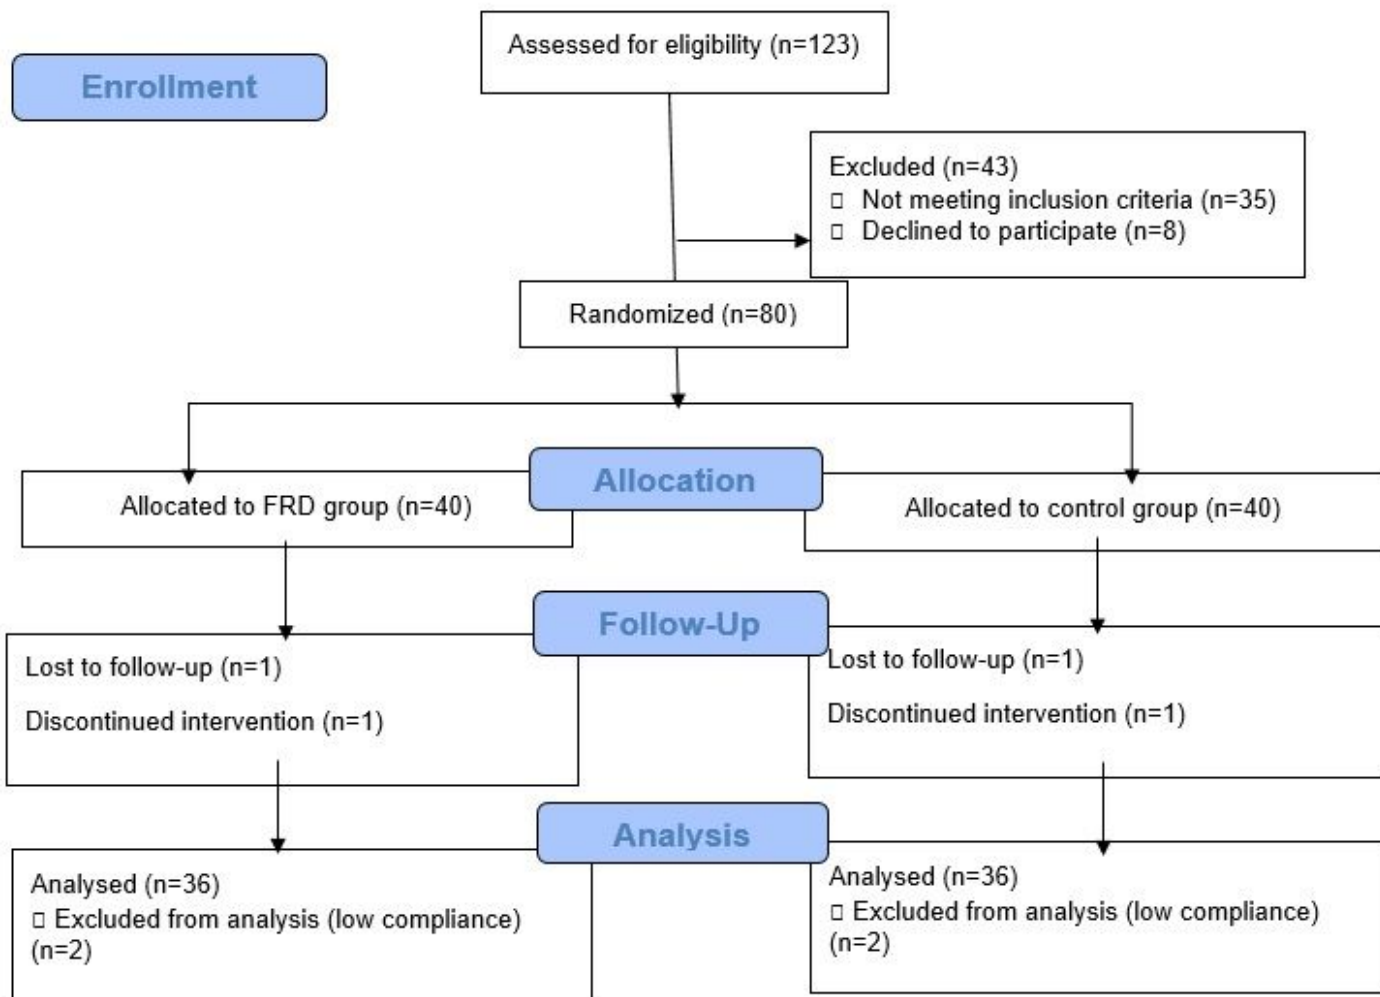 Assessed for eligibility (n=123)
Enrollment
Excluded (n=43)
▯ Not meeting inclusion criteria (n=35)
▯ Declined to participate (n=8)
Randomized (n=80)
Allocation
Allocated to FRD group (n=40)
Allocated to control group (n=40)
Follow-Up
Lost to follow-up (n=1)
Discontinued intervention (n=1)
Lost to follow-up (n=1)
Discontinued intervention (n=1)
Analysis
Analysed (n=36)
▯ Excluded from analysis (low compliance)
(n=2)
Analysed (n=36)
▯ Excluded from analysis (low compliance)
(n=2)